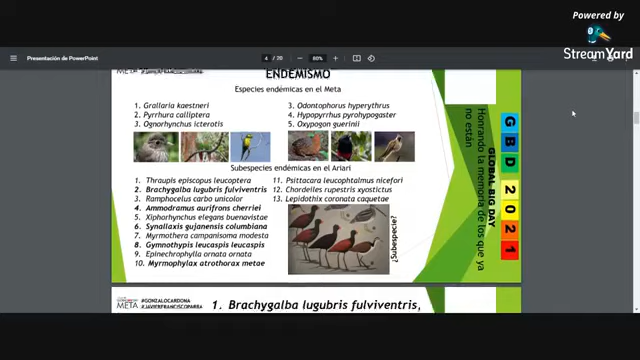 Powered by
StreamYard
Presentación de PowerPoint
4 / 20
80%
META #JAVIERFRANCISCOPARRA
ENDEMISMO
Especies endémicas en el Meta
1. Grallaria kaestneri
2. Pyrrhura calliptera
3. Ognorhynchus icterotis
3. Odontophorus hyperythrus
4. Hypopyrrhus pyrohypogaster
5. Oxypogon guerinii
Subespecies endémicas en el Ariari
1. Thraupis episcopus leucoptera
2. Brachygalba lugubris fulviventris
3. Ramphocelus carbo unicolor
4. Ammodramus aurifrons cherriei
5. Xiphorhynchus elegans buenavistae
6. Synallaxis gujanensis columbiana
7. Myrmothera campanisoma modesta
8. Gymnopithys leucaspis leucaspis
9. Epinecrophylla ornata ornata
10. Myrmophylax atrothorax metae
11. Psittacara leucophtalmus nicefori
12. Chordeiles rupestris xyostictus
13. Lepidothix coronata caquetae
¿Subespecie?
Honrando la memoria de los que ya
no están
GLOBAL BIG DAY
GBD 2021
META
#GONZALOCARDONA
#JAVIERFRANCISCOPARRA
1. Brachygalba lugubris fulviventris,